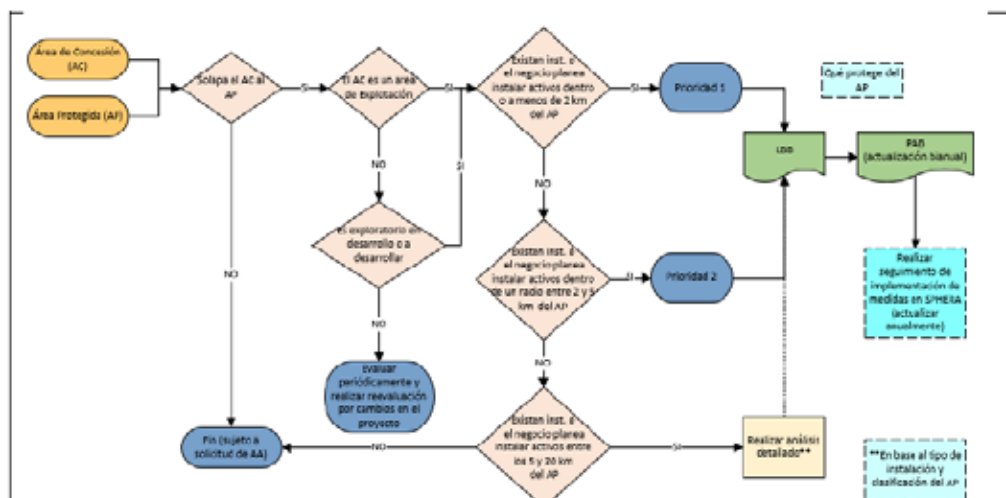 Área de Concesión
(AC)
Área Protegida (AP)
Solapa el AC al
AP
SI
NO
El AC es un área
de Explotación
SI
NO
Es exploratorio en
desarrollo o a
desarrollar
SI
NO
Evaluar
periódicamente y
realizar reevaluación
por cambios en el
proyecto
Fin (sujeto a
solicitud de AA)
Existen inst. o
el negocio planea
instalar activos dentro
o a menos de 2 km
del AP
SI
NO
Prioridad 1
Existen inst. o
el negocio planea
instalar activos dentro
de un radio entre 2 y 5
km del AP
SI
NO
Prioridad 2
Existen inst. o
el negocio planea
instalar activos entre
los 5 y 20 km
del AP
NO
SI
Realizar análisis
detallado**
Qué protege del
AP
PAB
(actualización bianual)
Realizar
seguimiento de
implementación de
medidas en SPHERA
(actualizar
anualmente)
**En base al tipo de
instalación y
clasificación del AP